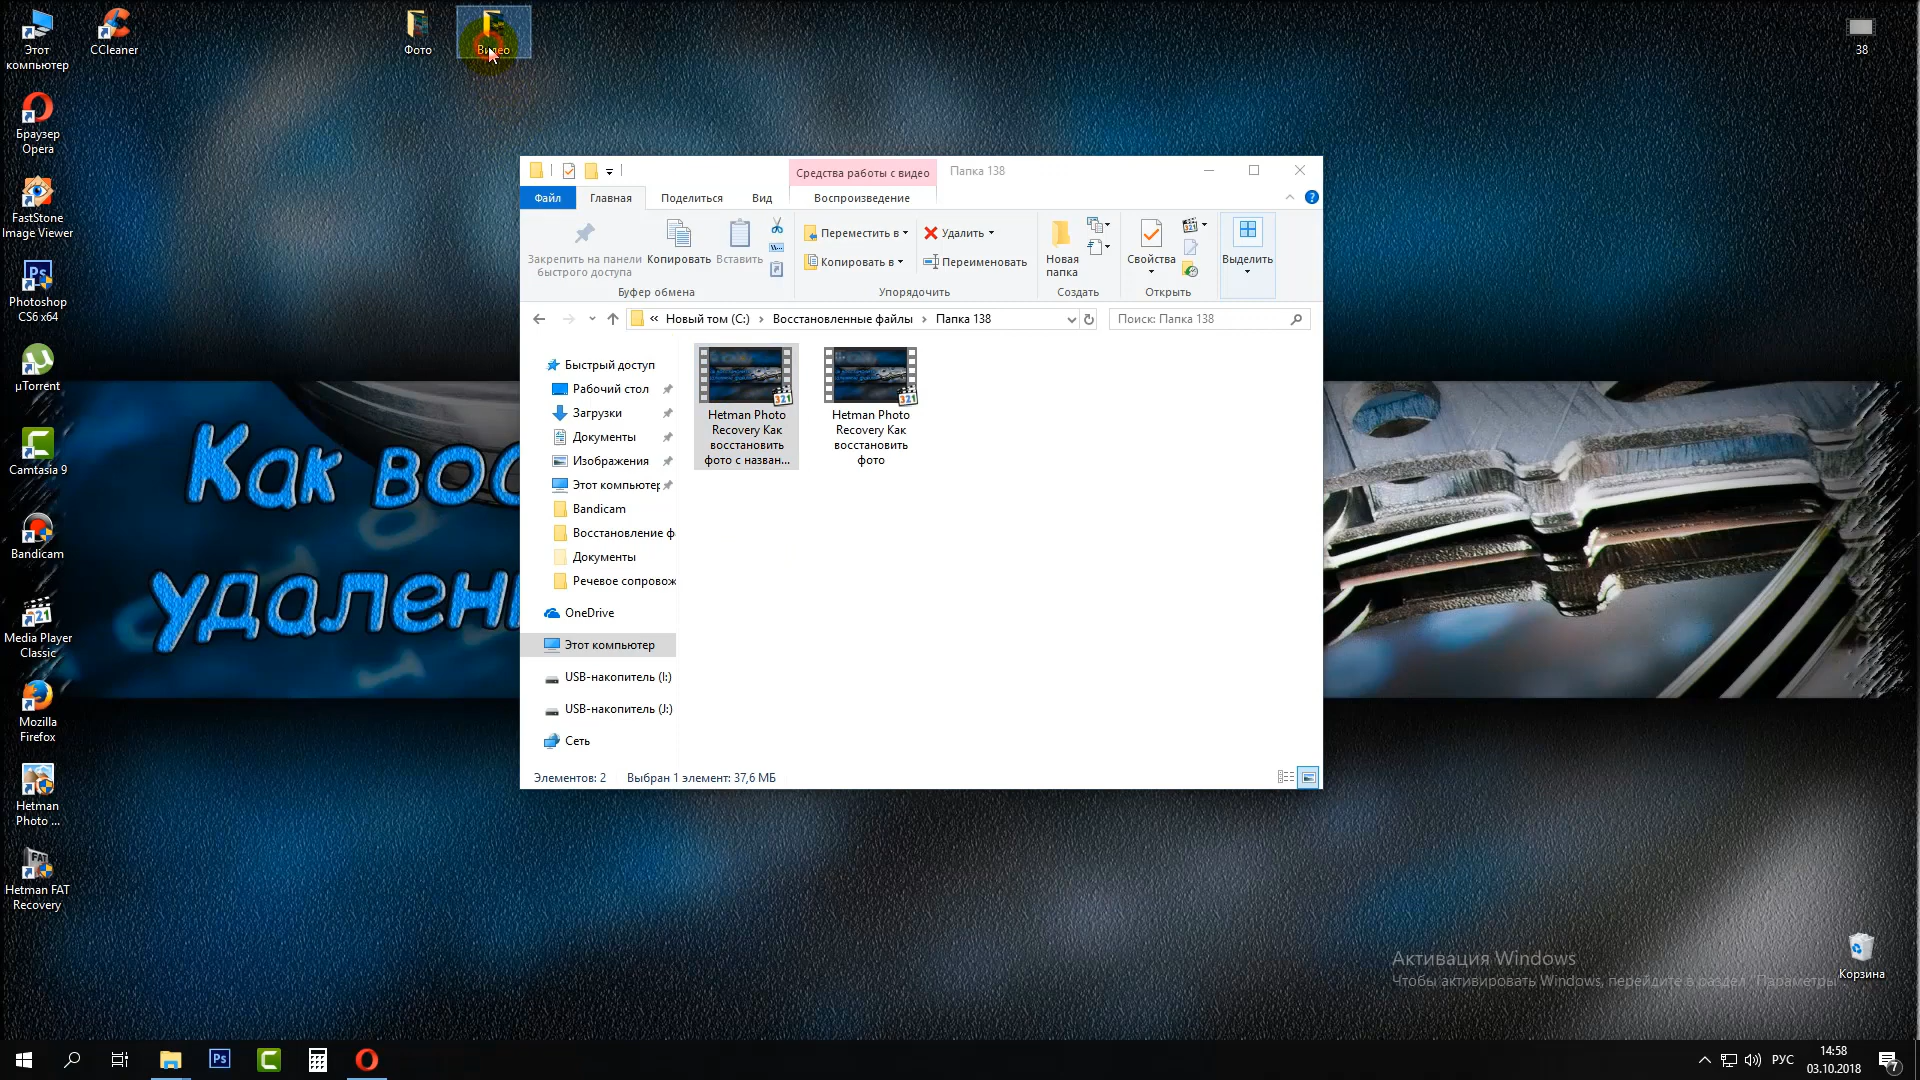 Этот
компьютер
CCleaner
Фото
Видео
38
Браузер
Opera
FastStone
Image Viewer
Photoshop
CS6 x64
µTorrent
Camtasia 9
Bandicam
Media Player
Classic
Mozilla
Firefox
Hetman
Photo ...
Hetman FAT
Recovery
Как вос
удален
Средства работы с видео
Папка 138
Файл
Главная
Поделиться
Вид
Воспроизведение
Закрепить на панели
быстрого доступа
Копировать
Вставить
Буфер обмена
Переместить в
Копировать в
Удалить
Переименовать
Упорядочить
Новая
папка
Создать
Свойства
Открыть
Выделить
« Новый том (C:) › Восстановленные файлы › Папка 138
Поиск: Папка 138
Быстрый доступ
Рабочий стол
Загрузки
Документы
Изображения
Этот компьютер
Bandicam
Восстановление ф
Документы
Речевое сопровож
OneDrive
Этот компьютер
USB-накопитель (I:)
USB-накопитель (J:)
Сеть
Hetman Photo
Recovery Как
восстановить
фото с назван...
Hetman Photo
Recovery Как
восстановить
фото
Элементов: 2
Выбран 1 элемент: 37,6 МБ
Активация Windows
Чтобы активировать Windows, перейдите в раздел "Параметры".
Корзина
РУС
14:58
03.10.2018
7